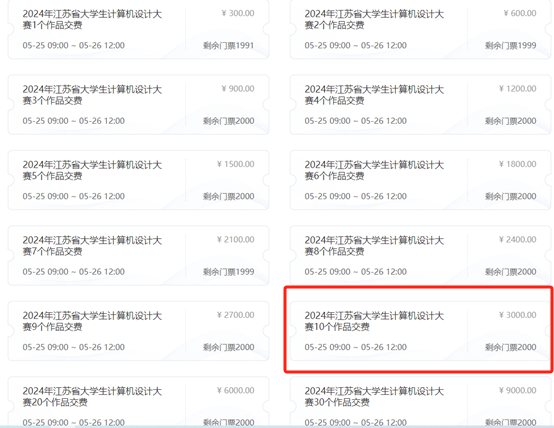 2024年江苏省大学生计算机设计大
赛1个作品交费
¥ 300.00
05-25 09:00 ~ 05-26 12:00
剩余门票1991
2024年江苏省大学生计算机设计大
赛2个作品交费
¥ 600.00
05-25 09:00 ~ 05-26 12:00
剩余门票1999
2024年江苏省大学生计算机设计大
赛3个作品交费
¥ 900.00
05-25 09:00 ~ 05-26 12:00
剩余门票2000
2024年江苏省大学生计算机设计大
赛4个作品交费
¥ 1200.00
05-25 09:00 ~ 05-26 12:00
剩余门票2000
2024年江苏省大学生计算机设计大
赛5个作品交费
¥ 1500.00
05-25 09:00 ~ 05-26 12:00
剩余门票2000
2024年江苏省大学生计算机设计大
赛6个作品交费
¥ 1800.00
05-25 09:00 ~ 05-26 12:00
剩余门票2000
2024年江苏省大学生计算机设计大
赛7个作品交费
¥ 2100.00
05-25 09:00 ~ 05-26 12:00
剩余门票1999
2024年江苏省大学生计算机设计大
赛8个作品交费
¥ 2400.00
05-25 09:00 ~ 05-26 12:00
剩余门票2000
2024年江苏省大学生计算机设计大
赛9个作品交费
¥ 2700.00
05-25 09:00 ~ 05-26 12:00
剩余门票2000
2024年江苏省大学生计算机设计大
赛10个作品交费
¥ 3000.00
05-25 09:00 ~ 05-26 12:00
剩余门票2000
2024年江苏省大学生计算机设计大
赛20个作品交费
¥ 6000.00
05-25 09:00 ~ 05-26 12:00
剩余门票2000
2024年江苏省大学生计算机设计大
赛30个作品交费
¥ 9000.00
05-25 09:00 ~ 05-26 12:00
剩余门票2000